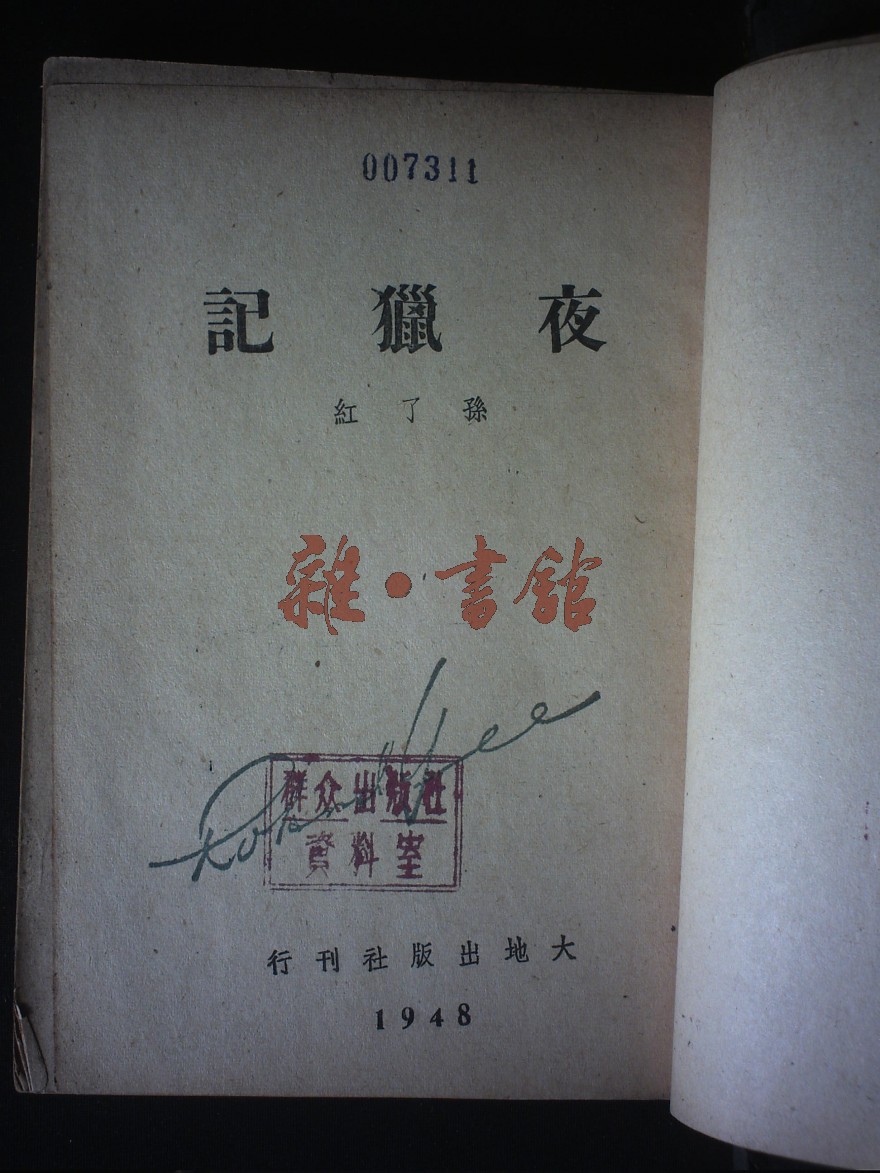 007311
夜獵記
孫了紅
雜・書館
群众出版社
資料室
大地出版社刊行
1948